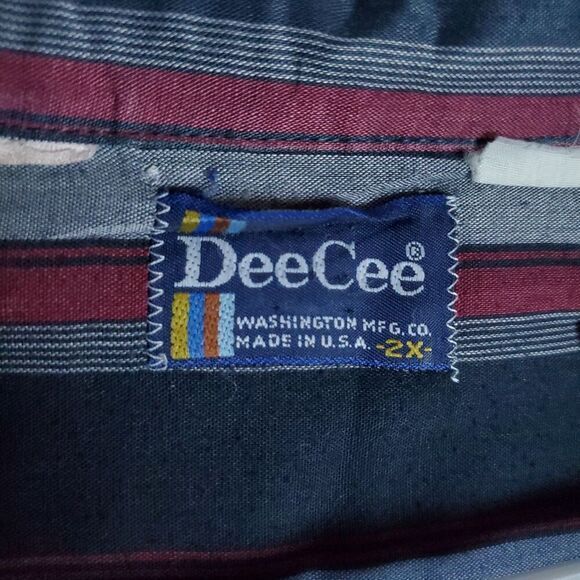 DeeCee®
WASHINGTON MFG. CO.
MADE IN U.S.A. -2X-